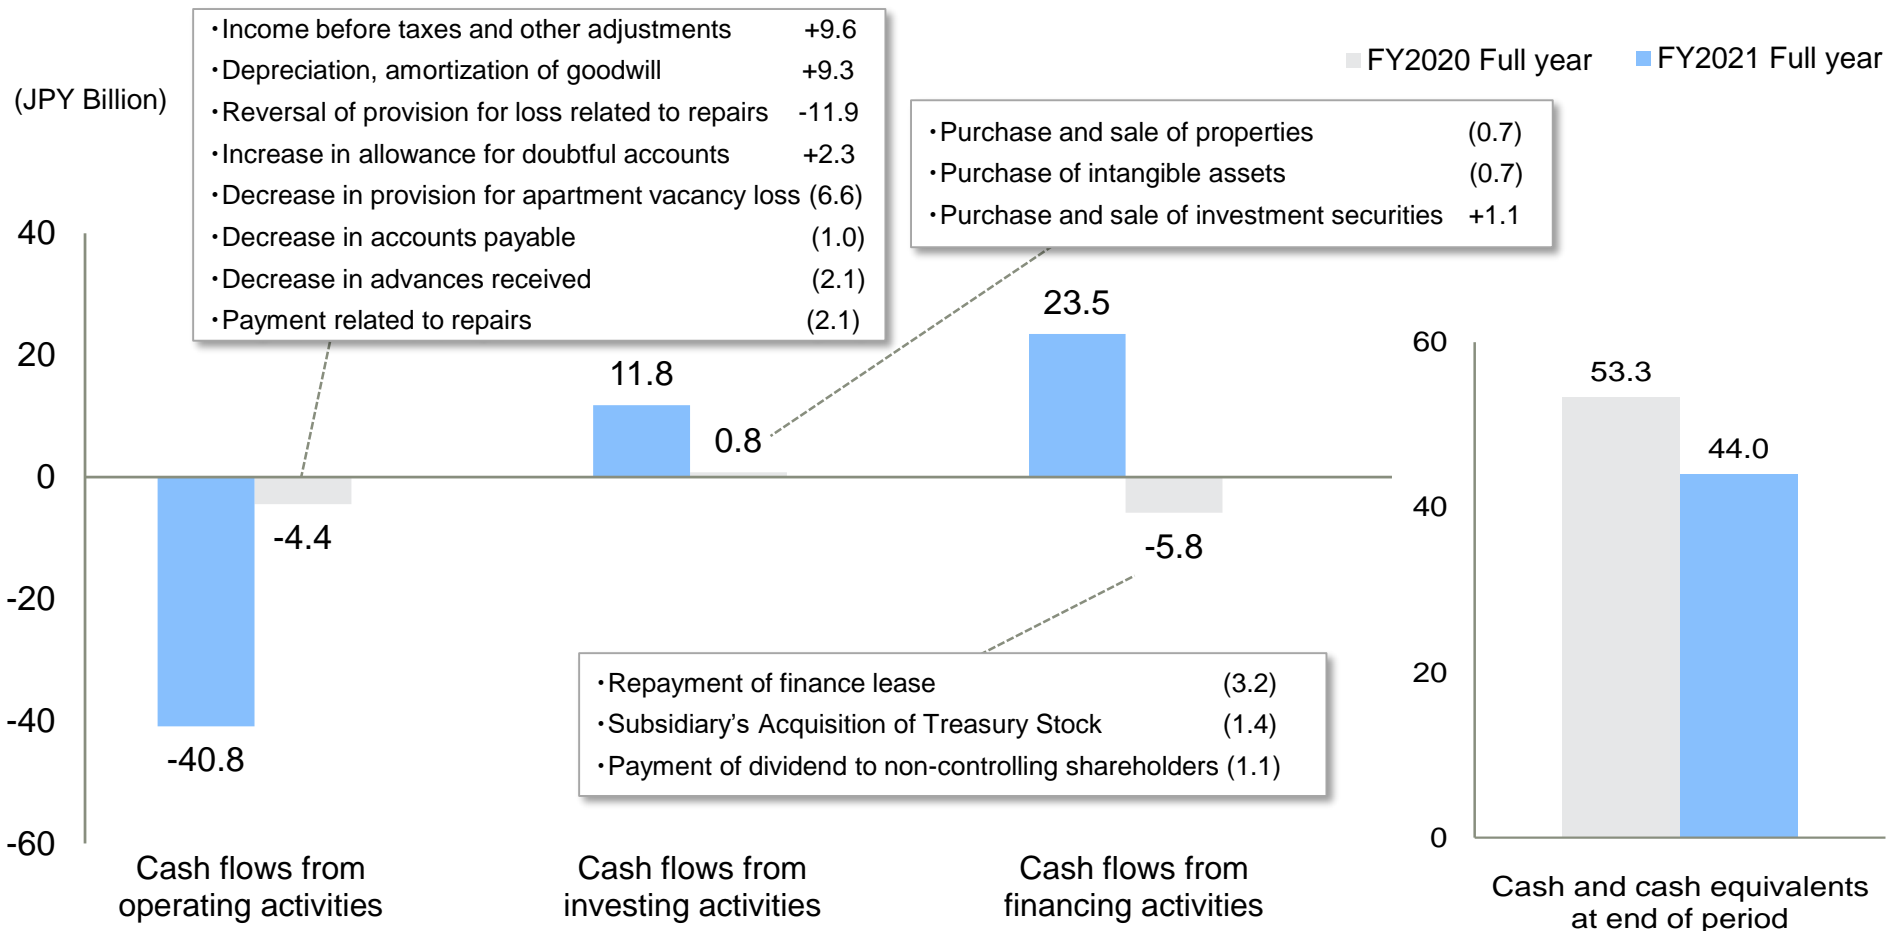 ・Income before taxes and other adjustments +9.6
・Depreciation, amortization of goodwill +9.3
・Reversal of provision for loss related to repairs -11.9
・Increase in allowance for doubtful accounts +2.3
・Decrease in provision for apartment vacancy loss (6.6)
・Decrease in accounts payable (1.0)
・Decrease in advances received (2.1)
・Payment related to repairs (2.1)
FY2020 Full year FY2021 Full year
(JPY Billion)
・Purchase and sale of properties (0.7)
・Purchase of intangible assets (0.7)
・Purchase and sale of investment securities +1.1
40
20
0
-20
-40
-60
-40.8
-4.4
11.8
0.8
23.5
-5.8
・Repayment of finance lease (3.2)
・Subsidiary’s Acquisition of Treasury Stock (1.4)
・Payment of dividend to non-controlling shareholders (1.1)
Cash flows from
operating activities
Cash flows from
investing activities
Cash flows from
financing activities
60
40
20
0
53.3
44.0
Cash and cash equivalents
at end of period